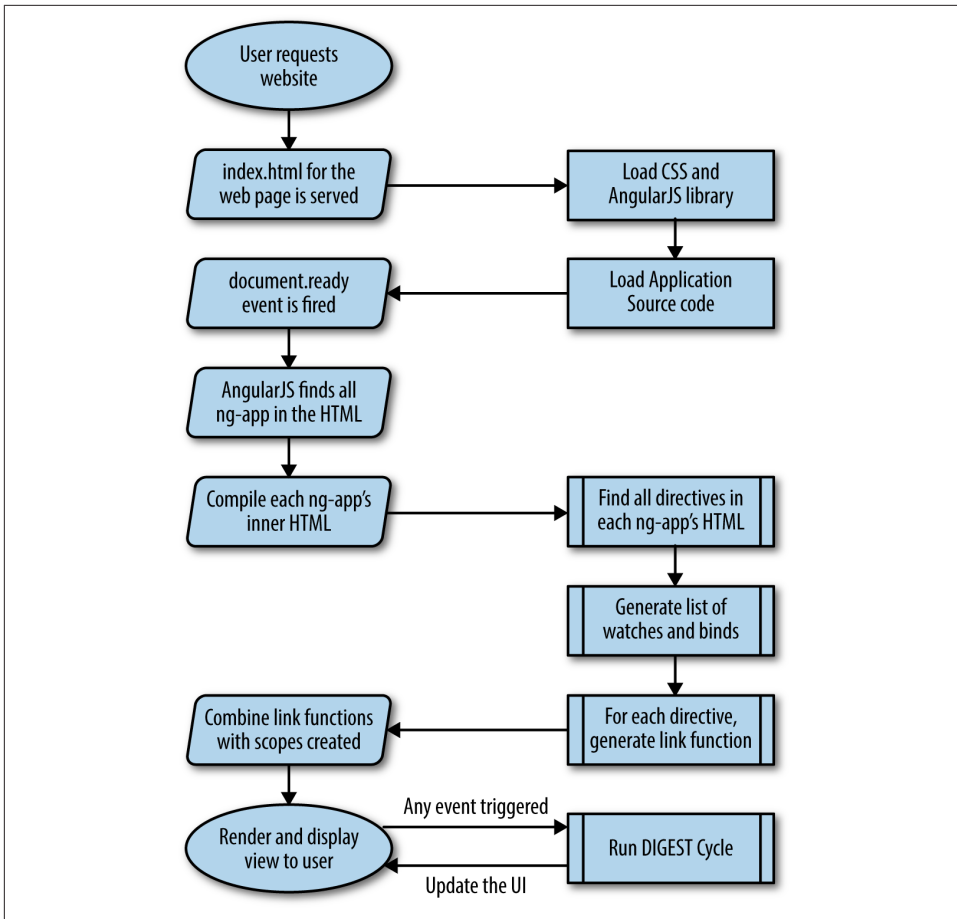 User requests
website
index.html for the
web page is served
Load CSS and
AngularJS library
Load Application
Source code
document.ready
event is fired
AngularJS finds all
ng-app in the HTML
Compile each ng-app's
inner HTML
Find all directives in
each ng-app's HTML
Generate list of
watches and binds
For each directive,
generate link function
Combine link functions
with scopes created
Render and display
view to user
Any event triggered
Run DIGEST Cycle
Update the UI